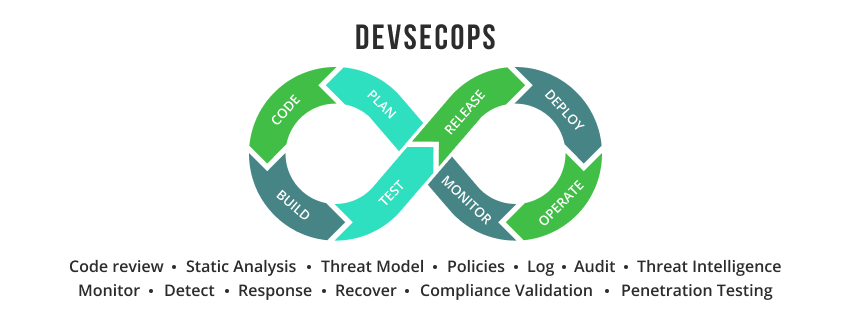 DEVSECOPS
CODE
PLAN
RELEASE
DEPLOY
BUILD
TEST
MONITOR
OPERATE
Code review • Static Analysis • Threat Model • Policies • Log • Audit • Threat Intelligence
Monitor • Detect • Response • Recover • Compliance Validation • Penetration Testing